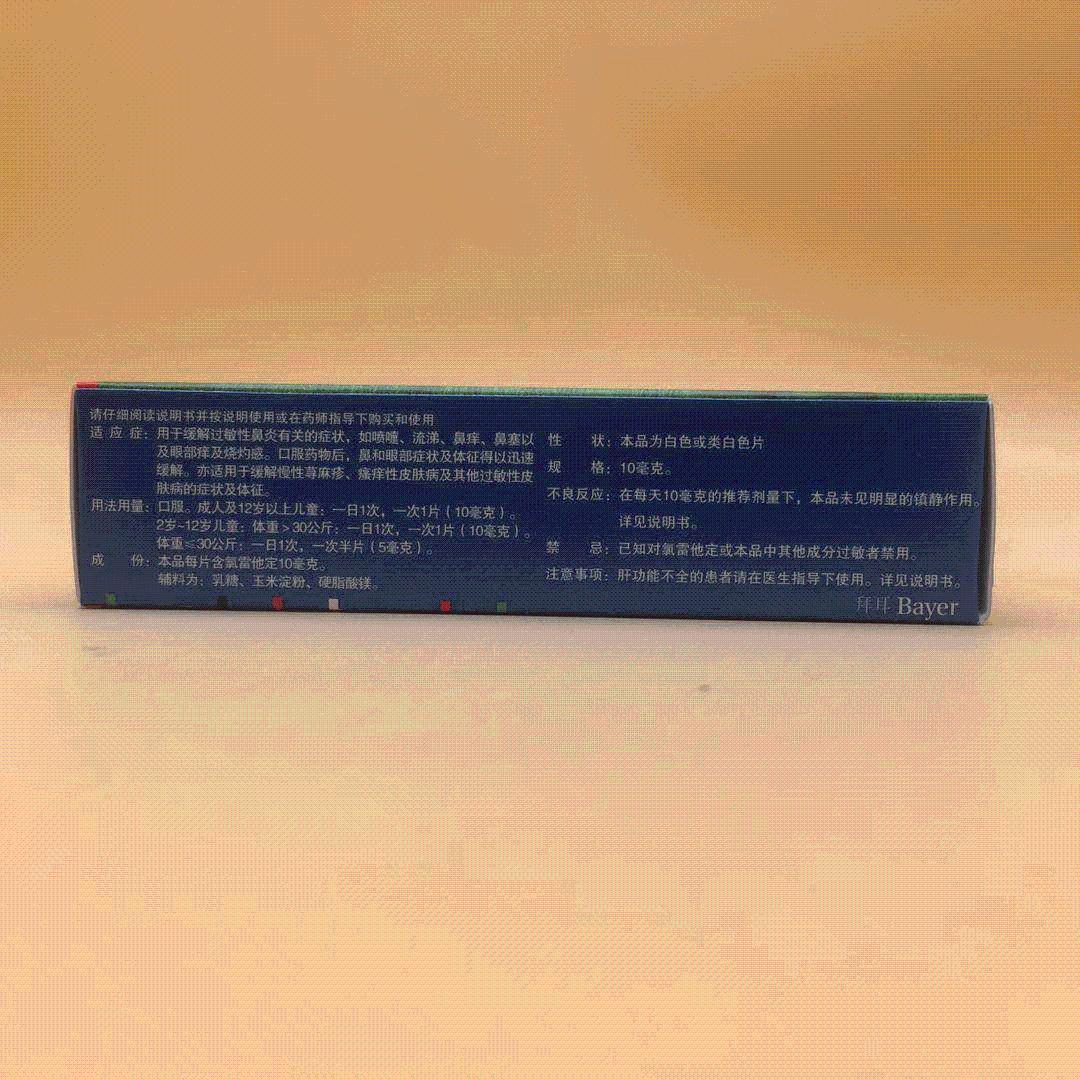 请仔细阅读说明书并按说明使用或在药师指导下购买和使用
适 应 症：用于缓解过敏性鼻炎有关的症状，如喷嚏、流涕、鼻痒、鼻塞以
及眼部痒及烧灼感。口服药物后，鼻和眼部症状及体征得以迅速
缓解。亦适用于缓解慢性荨麻疹、瘙痒性皮肤病及其他过敏性皮
肤病的症状及体征。
用法用量：口服。成人及12岁以上儿童：一日1次，一次1片（10毫克）。
2岁~12岁儿童：体重>30公斤：一日1次，一次1片（10毫克）。
体重≤30公斤：一日1次，一次半片（5毫克）。
成 份：本品每片含氯雷他定10毫克。
辅料为：乳糖、玉米淀粉、硬脂酸镁。
性 状：本品为白色或类白色片
规 格：10毫克。
不良反应：在每天10毫克的推荐剂量下，本品未见明显的镇静作用。
详见说明书。
禁 忌：已知对氯雷他定或本品中其他成分过敏者禁用。
注意事项：肝功能不全的患者请在医生指导下使用。详见说明书。
拜耳 Bayer